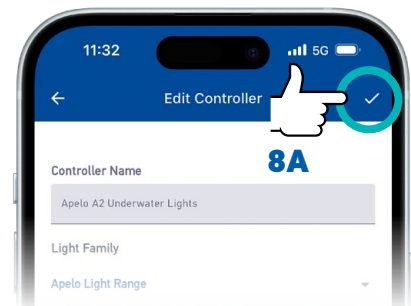 11:32
5G
Edit Controller
8A
Controller Name
Apelo A2 Underwater Lights
Light Family
Apelo Light Range